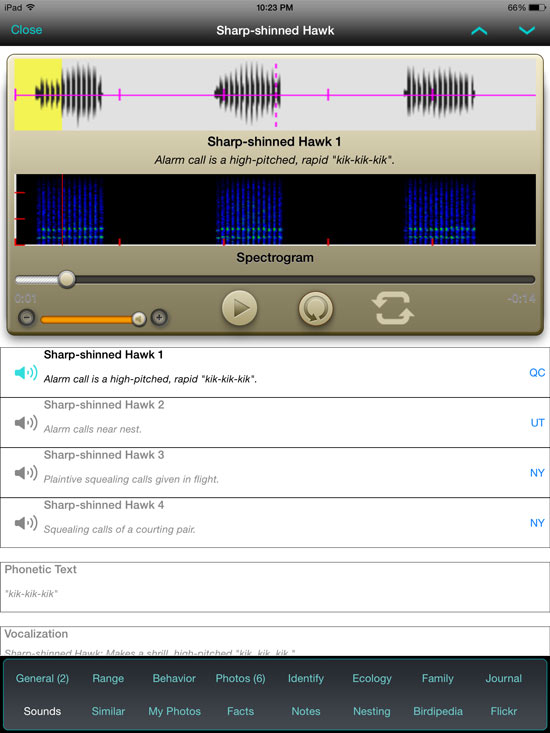 iPad 10:23 PM 66%
Close Sharp-shinned Hawk
Sharp-shinned Hawk 1
Alarm call is a high-pitched, rapid "kik-kik-kik".
Spectrogram
0:01 -0:14
Sharp-shinned Hawk 1
Alarm call is a high-pitched, rapid "kik-kik-kik".
QC
Sharp-shinned Hawk 2
Alarm calls near nest.
UT
Sharp-shinned Hawk 3
Plaintive squealing calls given in flight.
NY
Sharp-shinned Hawk 4
Squealing calls of a courting pair.
NY
Phonetic Text
"kik-kik-kik"
Vocalization
Sharp-shinned Hawk: Makes a shrill, high-pitched "kik, kik, kik."
General (2) Range Behavior Photos (6) Identify Ecology Family Journal
Sounds Similar My Photos Facts Notes Nesting Birdipedia Flickr